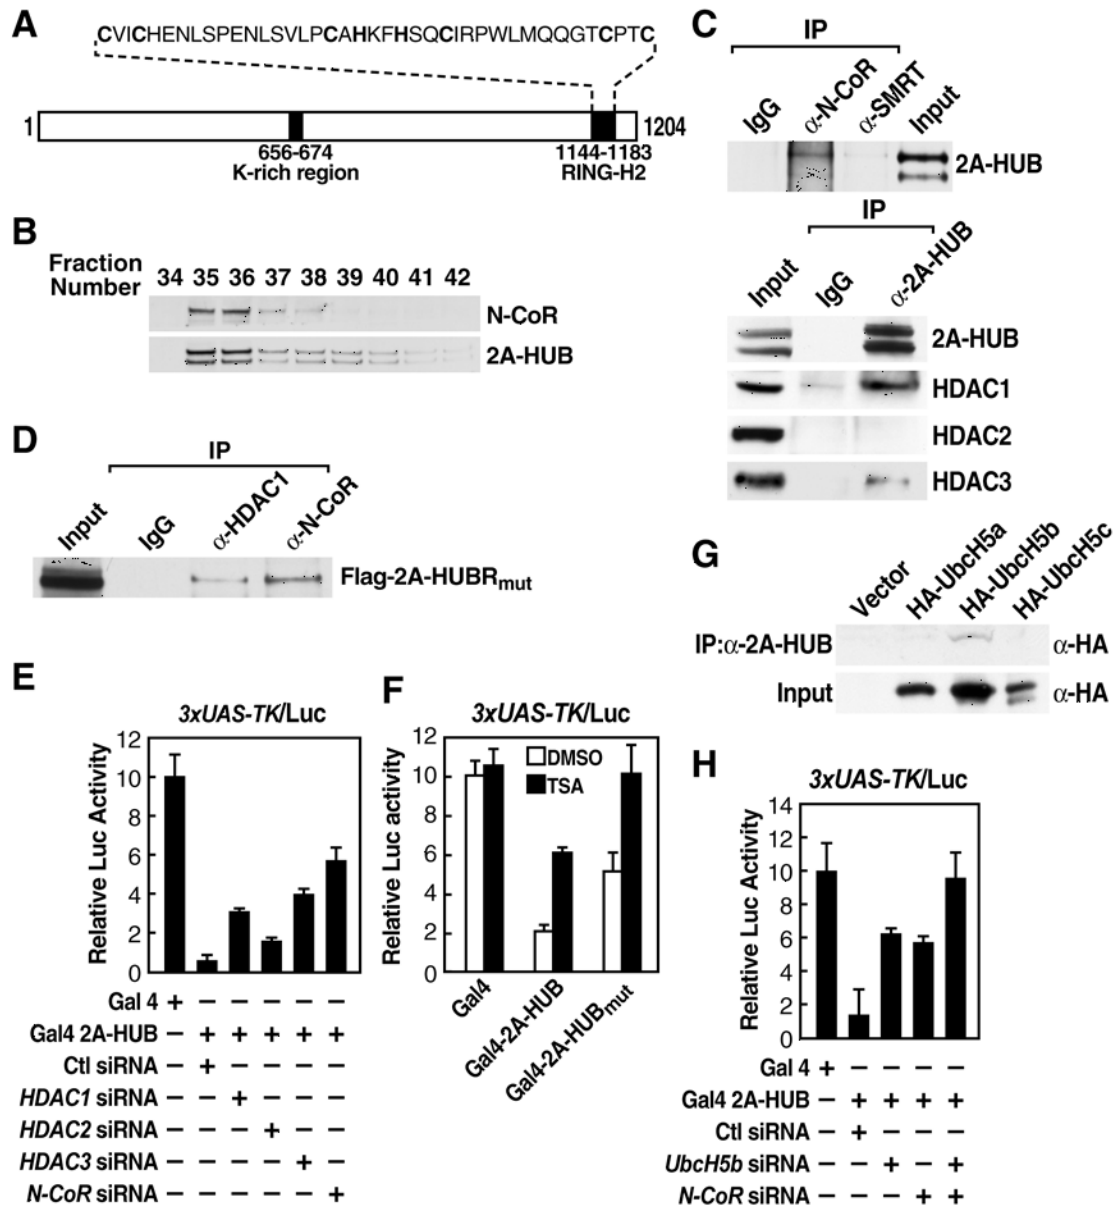 A
CVICHENLSPENLSVLPCAHKFHSQCIRPWLMQQGTCPTC
1
1204
656-674
1144-1183
K-rich region
RING-H2
B
Fraction
Number
34 35 36 37 38 39 40 41 42
N-CoR
2A-HUB
C
IP
IgG
α-N-CoR
α-SMRT
Input
2A-HUB
IP
Input
IgG
α-2A-HUB
2A-HUB
HDAC1
HDAC2
HDAC3
D
IP
Input
IgG
α-HDAC1
α-N-CoR
Flag-2A-HUBRmut
E
3xUAS-TK/Luc
Relative Luc Activity
12
10
8
6
4
2
0
Gal 4 + – – – – –
Gal4 2A-HUB – + + + + +
Ctl siRNA – + – – – –
HDAC1 siRNA – – + – – –
HDAC2 siRNA – – – + – –
HDAC3 siRNA – – – – + –
N-CoR siRNA – – – – – +
F
3xUAS-TK/Luc
Relative Luc activity
12
10
8
6
4
2
0
DMSO
TSA
Gal4
Gal4-2A-HUB
Gal4-2A-HUBmut
G
Vector
HA-UbcH5a
HA-UbcH5b
HA-UbcH5c
IP:α-2A-HUB
α-HA
Input
α-HA
H
3xUAS-TK/Luc
Relative Luc Activity
14
12
10
8
6
4
2
0
Gal 4 + – – – –
Gal4 2A-HUB – + + + +
Ctl siRNA – + – – –
UbcH5b siRNA – – + – +
N-CoR siRNA – – – + +